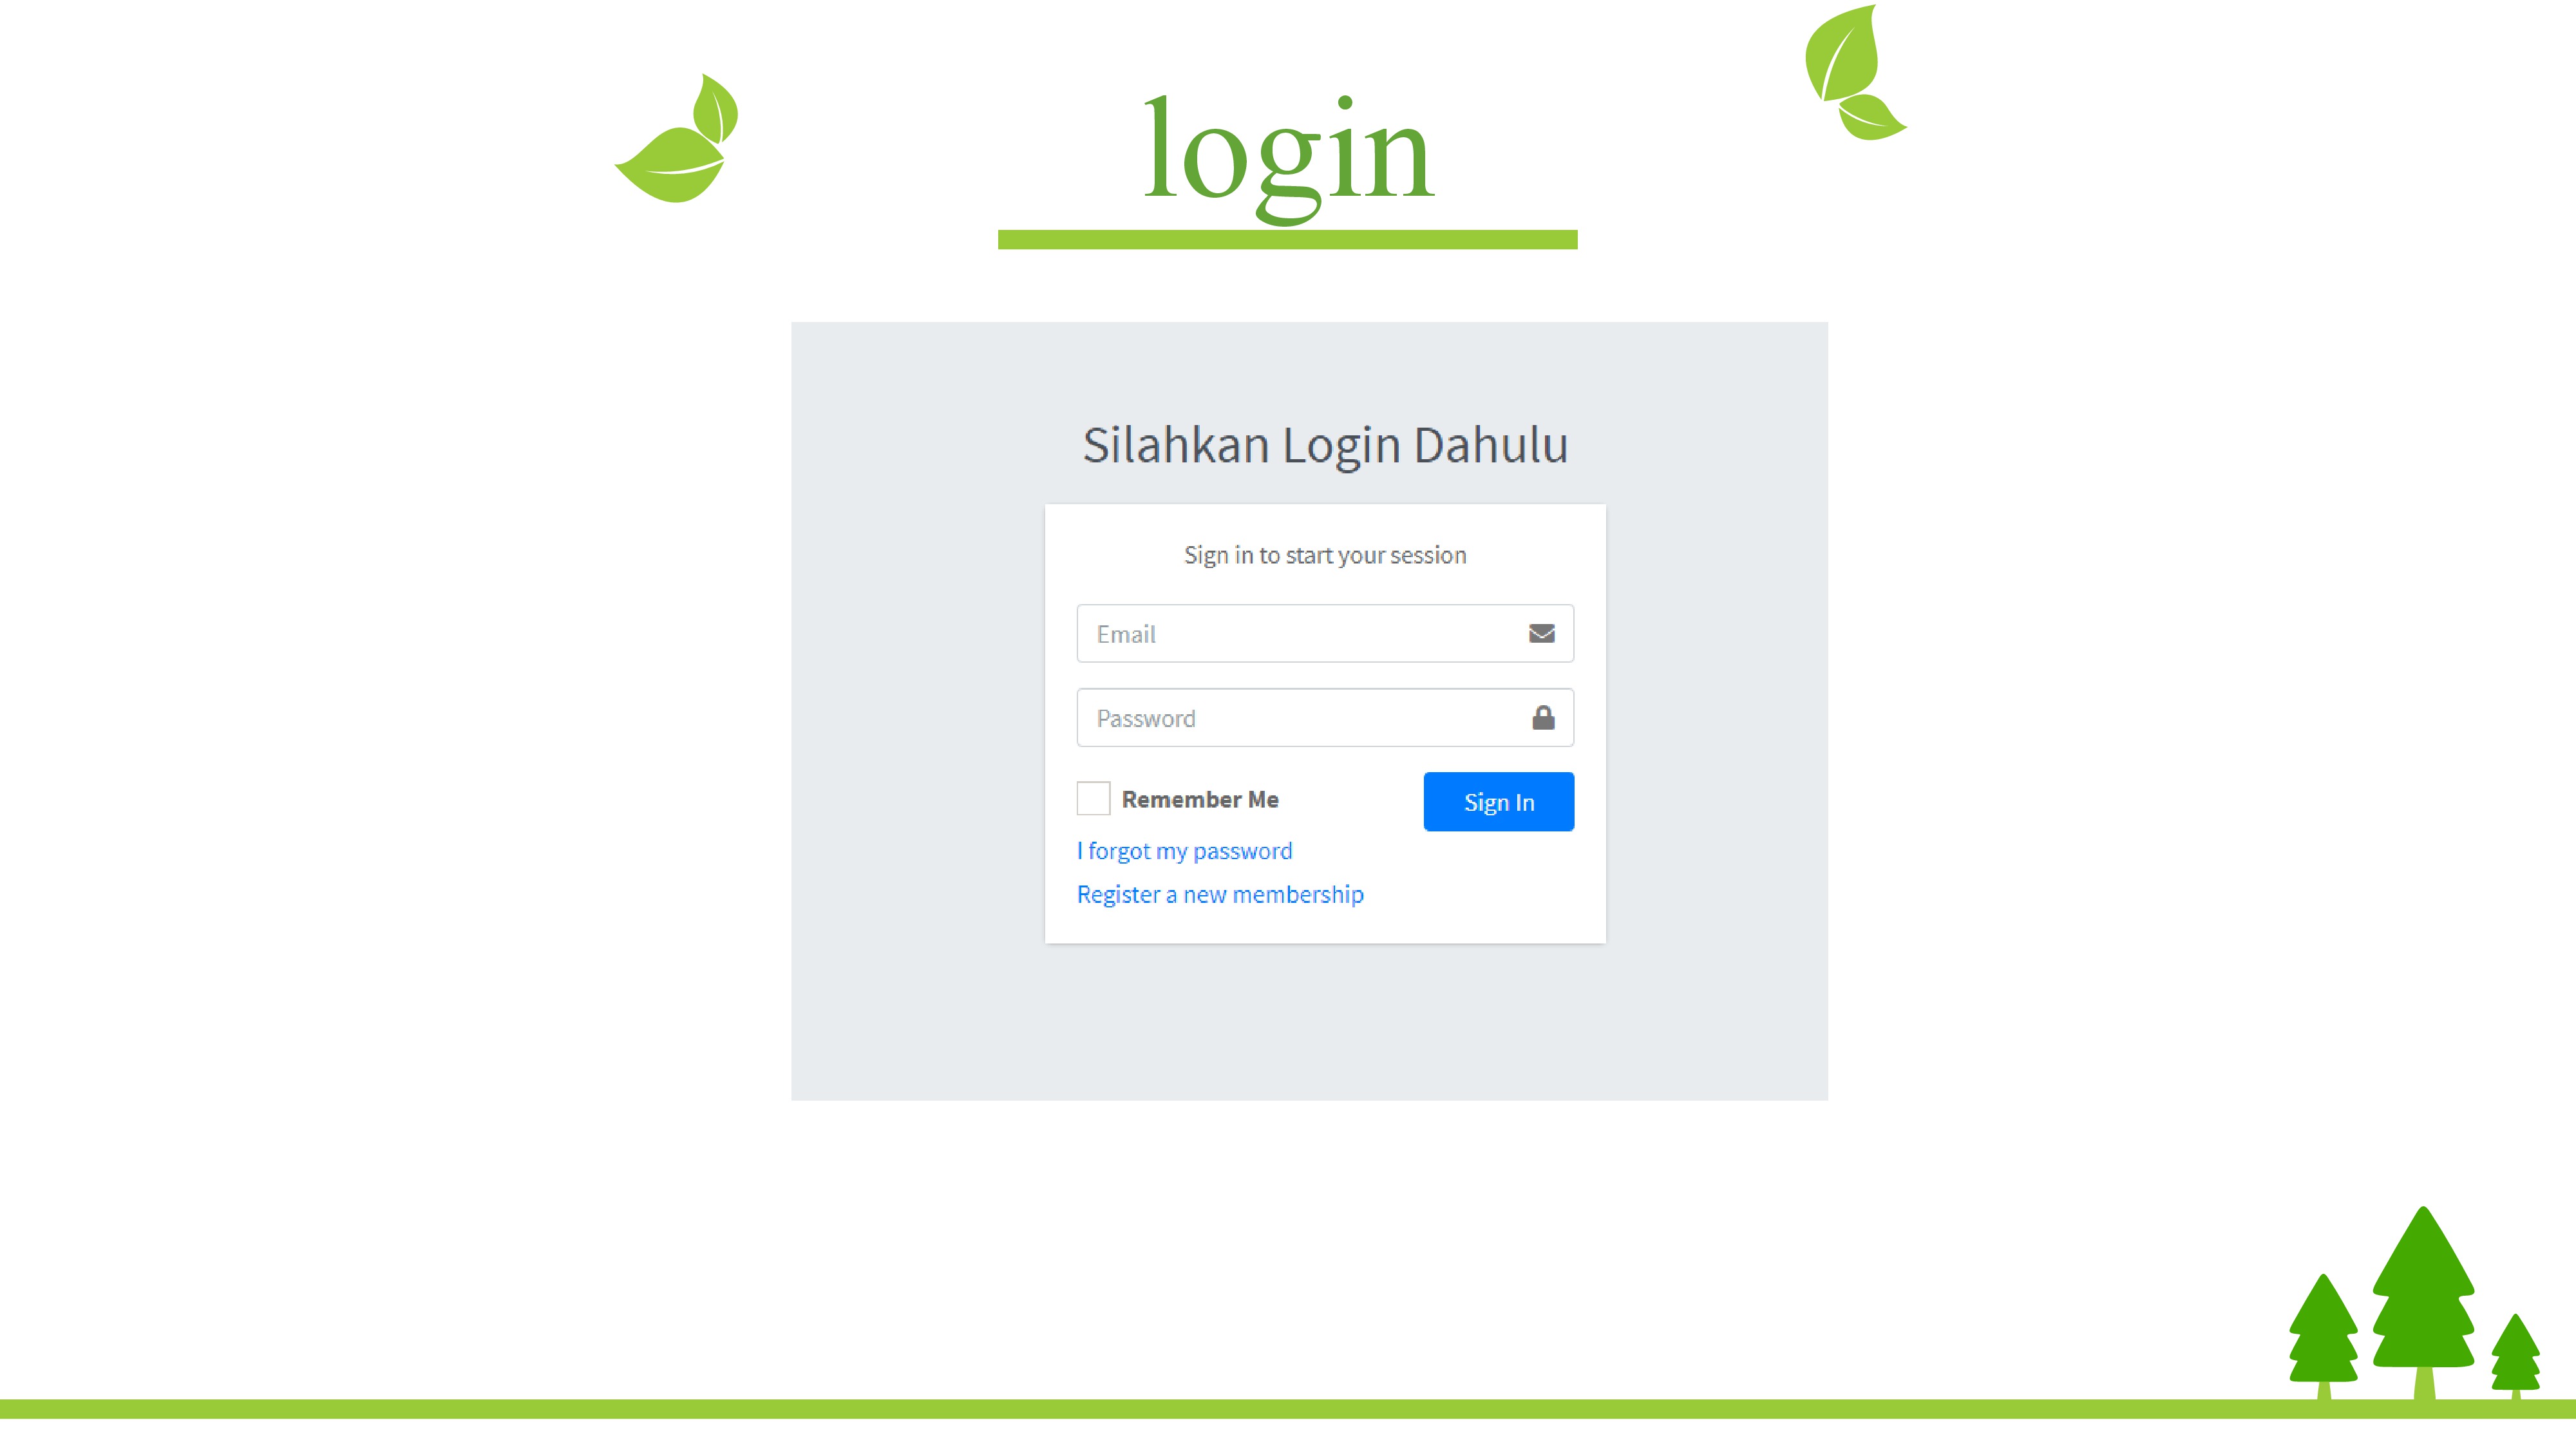 login
Silahkan Login Dahulu
Sign in to start your session
Email
Password
Remember Me
Sign In
I forgot my password
Register a new membership